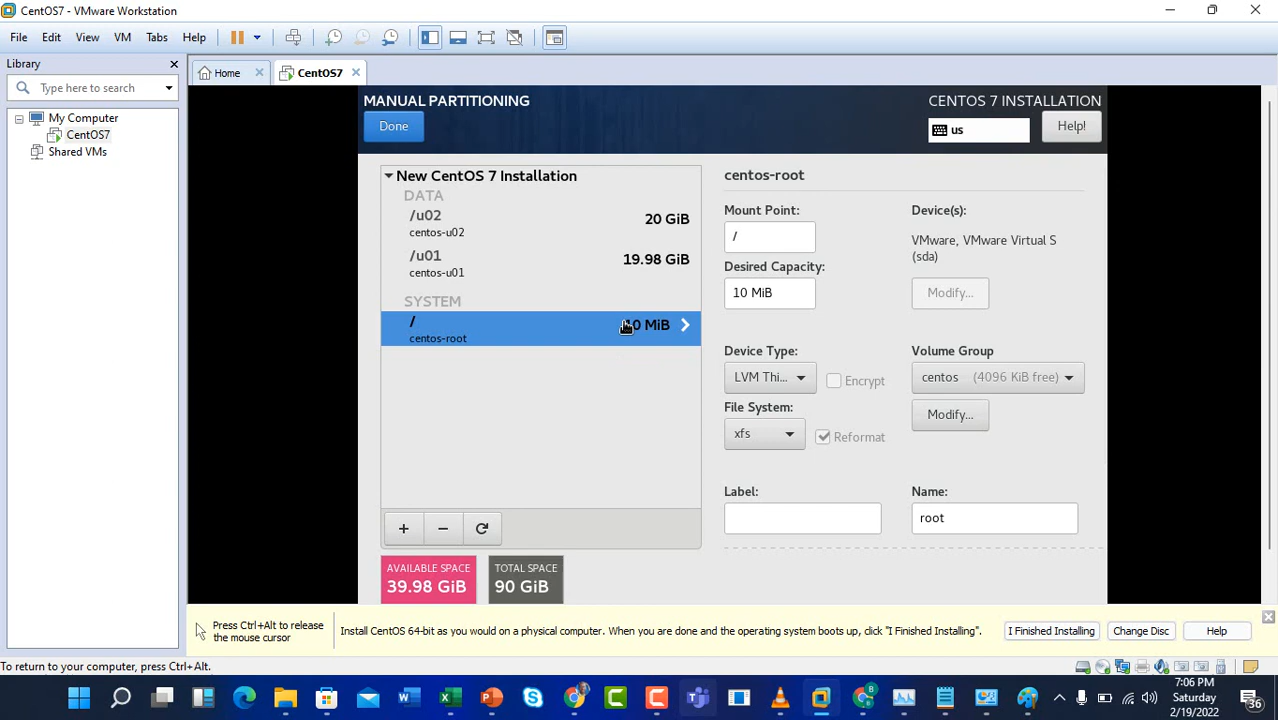 CentOS7 - VMware Workstation
File Edit View VM Tabs Help
Library
Type here to search
My Computer
CentOS7
Shared VMs
Home
CentOS7
MANUAL PARTITIONING
Done
CENTOS 7 INSTALLATION
us
Help!
New CentOS 7 Installation
DATA
/u02
20 GiB
centos-u02
/u01
19.98 GiB
centos-u01
SYSTEM
/
MiB
centos-root
centos-root
Mount Point:
/
Desired Capacity:
10 MiB
Device(s):
VMware, VMware Virtual S
(sda)
Modify...
Device Type:
LVM Thi...
Encrypt
Volume Group
centos (4096 KiB free)
File System:
xfs
Reformat
Modify...
Label:
Name:
root
+
−
AVAILABLE SPACE
39.98 GiB
TOTAL SPACE
90 GiB
Press Ctrl+Alt to release
the mouse cursor
Install CentOS 64-bit as you would on a physical computer. When you are done and the operating system boots up, click "I Finished Installing".
I Finished Installing
Change Disc
Help
To return to your computer, press Ctrl+Alt.
7:06 PM
Saturday
2/19/2022
36